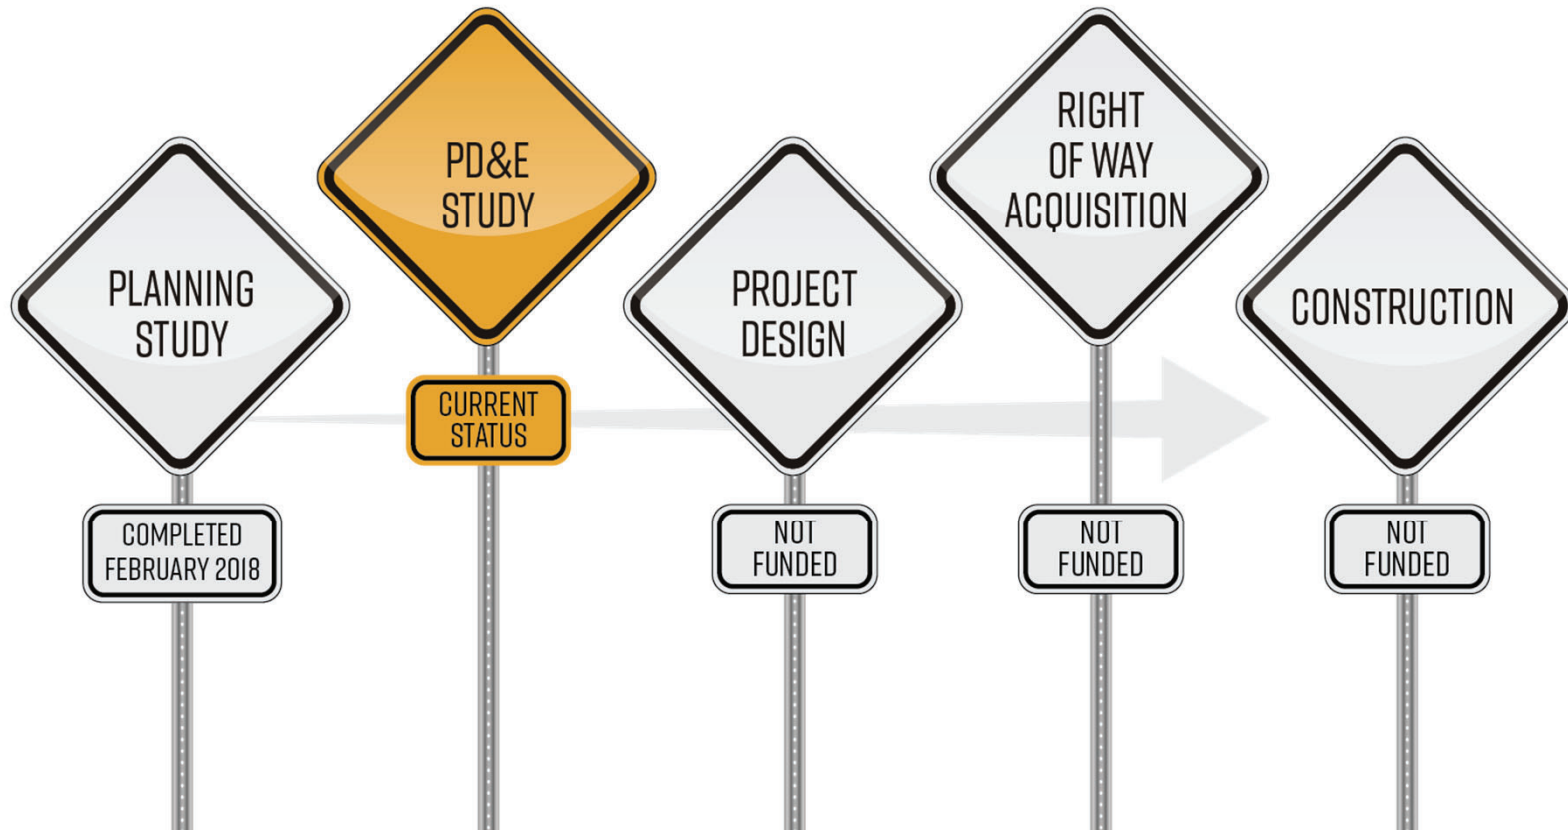 PLANNING
STUDY
COMPLETED
FEBRUARY 2018
PD&E
STUDY
CURRENT
STATUS
PROJECT
DESIGN
NOT
FUNDED
RIGHT
OF WAY
ACQUISITION
NOT
FUNDED
CONSTRUCTION
NOT
FUNDED